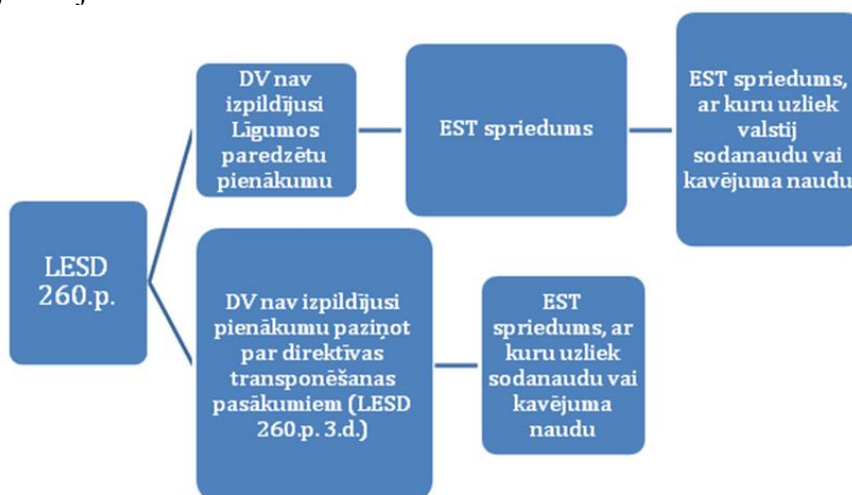 LESD
260.p.
DV nav
izpildījusi
Līgumos
paredzētu
pienākumu
EST spriedums
EST spriedums,
ar kuru uzliek
valstij
sodanaudu vai
kavējuma naudu
DV nav izpildījusi
pienākumu paziņot
par direktīvas
transponēšanas
pasākumiem (LESD
260.p. 3.d.)
EST
spriedums, ar
kuru uzliek
sodanaudu vai
kavējuma
naudu